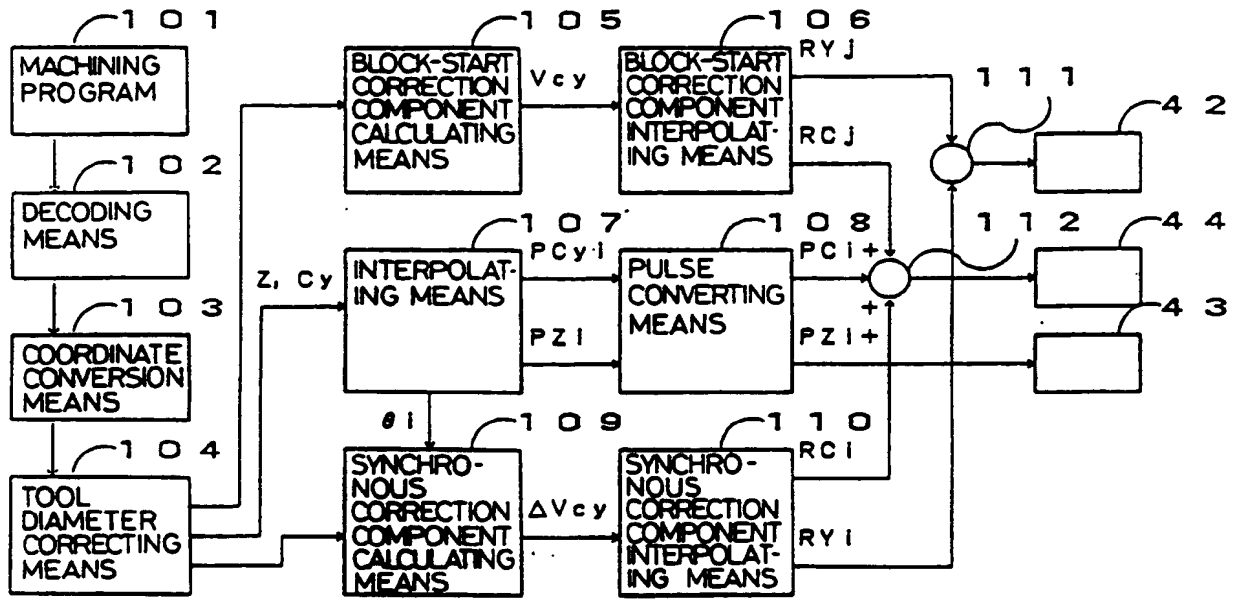 101
MACHINING
PROGRAM
102
DECODING
MEANS
103
COORDINATE
CONVERSION
MEANS
104
TOOL
DIAMETER
CORRECTING
MEANS
105
BLOCK-START
CORRECTION
COMPONENT
CALCULATING
MEANS
Vcy
106
BLOCK-START
CORRECTION
COMPONENT
INTERPOLAT-
ING MEANS
RYj
RCj
111
42
Z, Cy
107
INTERPOLAT-
ING MEANS
PCyi
PZi
108
PULSE
CONVERTING
MEANS
PCi+
+
PZi+
112
44
43
θi
109
SYNCHRO-
NOUS
CORRECTION
COMPONENT
CALCULATING
MEANS
ΔVcy
110
SYNCHRO-
NOUS
CORRECTION
COMPONENT
INTERPOLAT-
ING MEANS
RCi
RYi